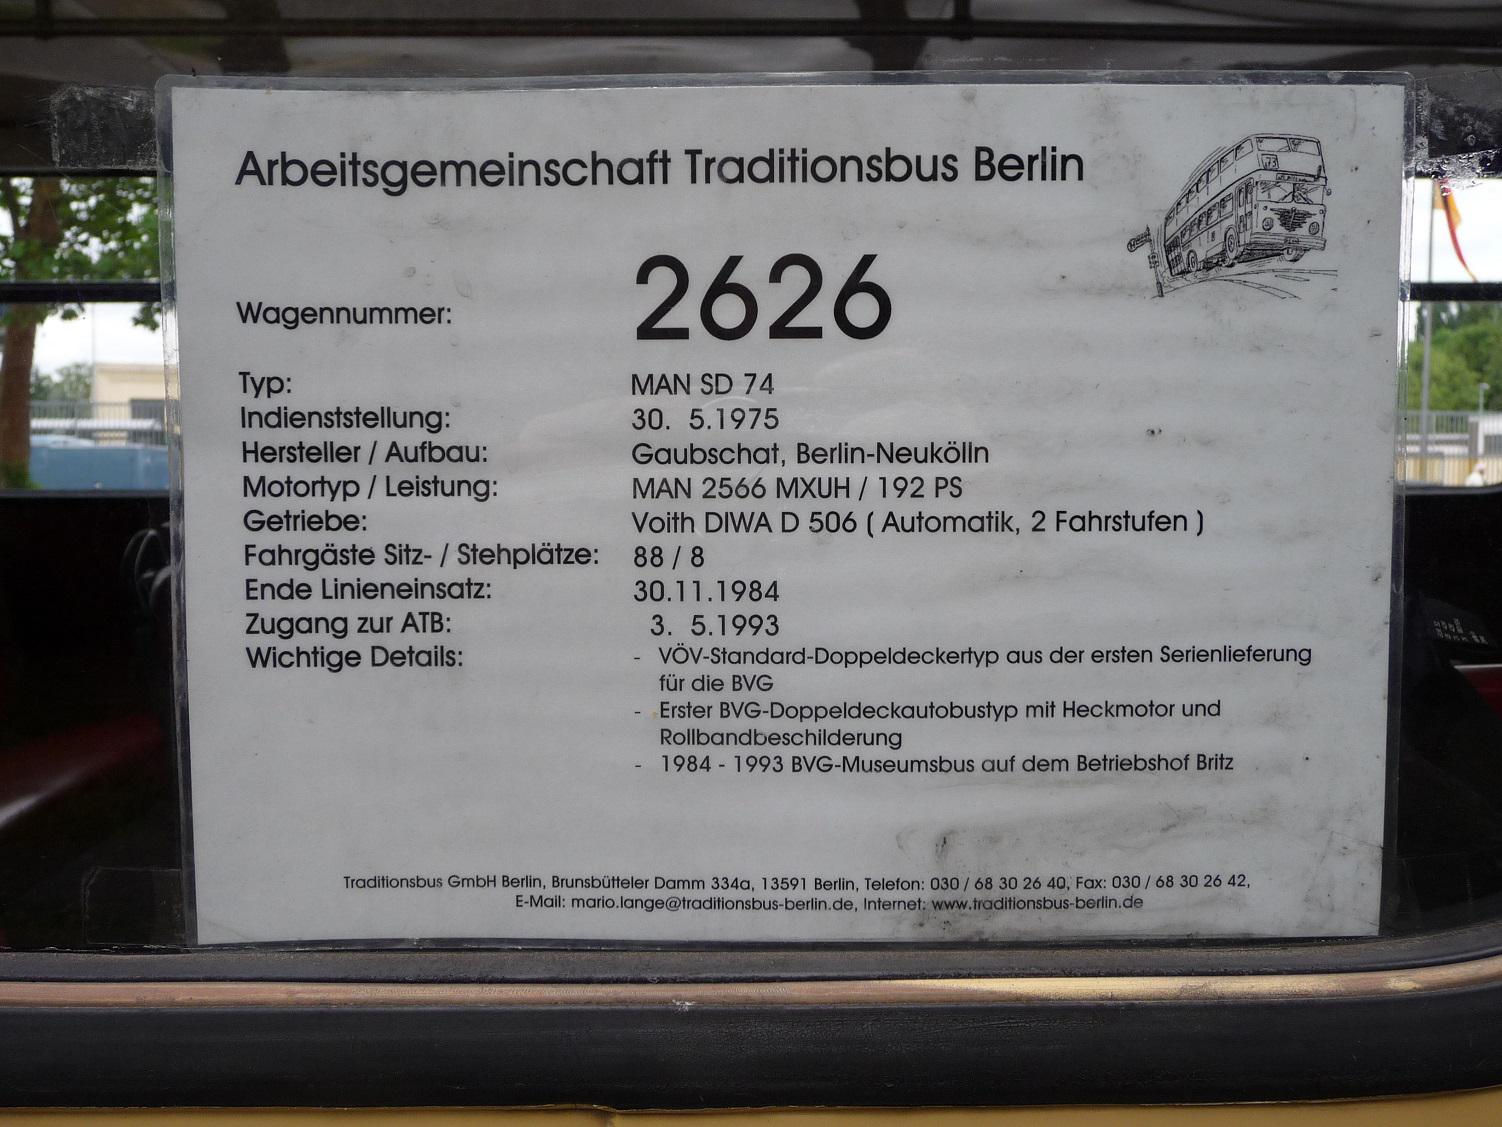 Arbeitsgemeinschaft Traditionsbus Berlin
Wagennummer: 2626
Typ: MAN SD 74
Indienststellung: 30. 5.1975
Hersteller / Aufbau: Gaubschat, Berlin-Neukölln
Motortyp / Leistung: MAN 2566 MXUH / 192 PS
Getriebe: Voith DIWA D 506 ( Automatik, 2 Fahrstufen )
Fahrgäste Sitz- / Stehplätze: 88 / 8
Ende Linieneinsatz: 30.11.1984
Zugang zur ATB: 3. 5.1993
Wichtige Details: - VÖV-Standard-Doppeldeckertyp aus der ersten Serienlieferung
für die BVG
- Erster BVG-Doppeldeckautobustyp mit Heckmotor und
Rollbandbeschilderung
- 1984 - 1993 BVG-Museumsbus auf dem Betriebshof Britz
Traditionsbus GmbH Berlin, Brunsbütteler Damm 334a, 13591 Berlin, Telefon: 030 / 68 30 26 40, Fax: 030 / 68 30 26 42,
E-Mail: mario.lange@traditionsbus-berlin.de, Internet: www.traditionsbus-berlin.de